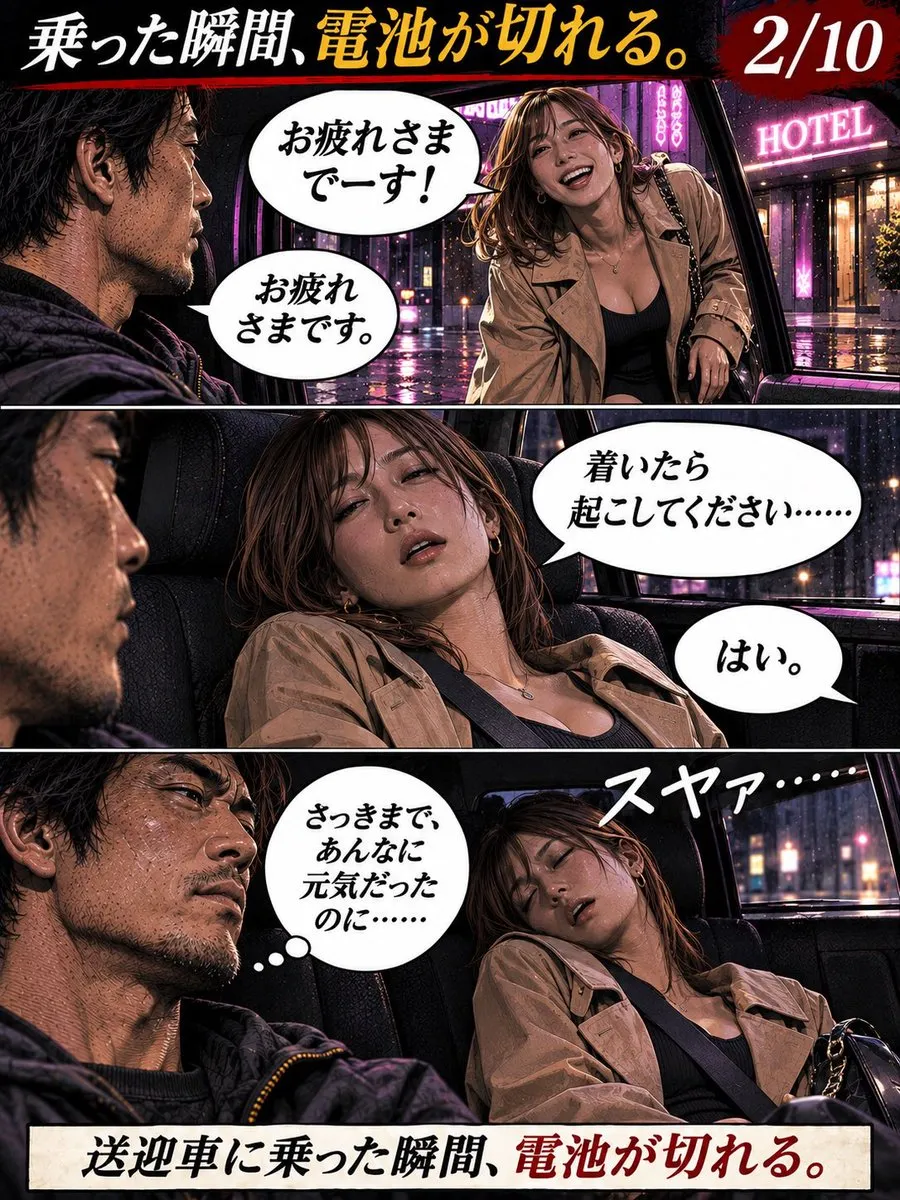 乗った瞬間、電池が切れる。
2/10
お疲れさま
でーす！
HOTEL
お疲れ
さまです。
着いたら
起こしてください……
はい。
スヤァ……
さっきまで、
あんなに
元気だった
のに……
送迎車に乗った瞬間、電池が切れる。